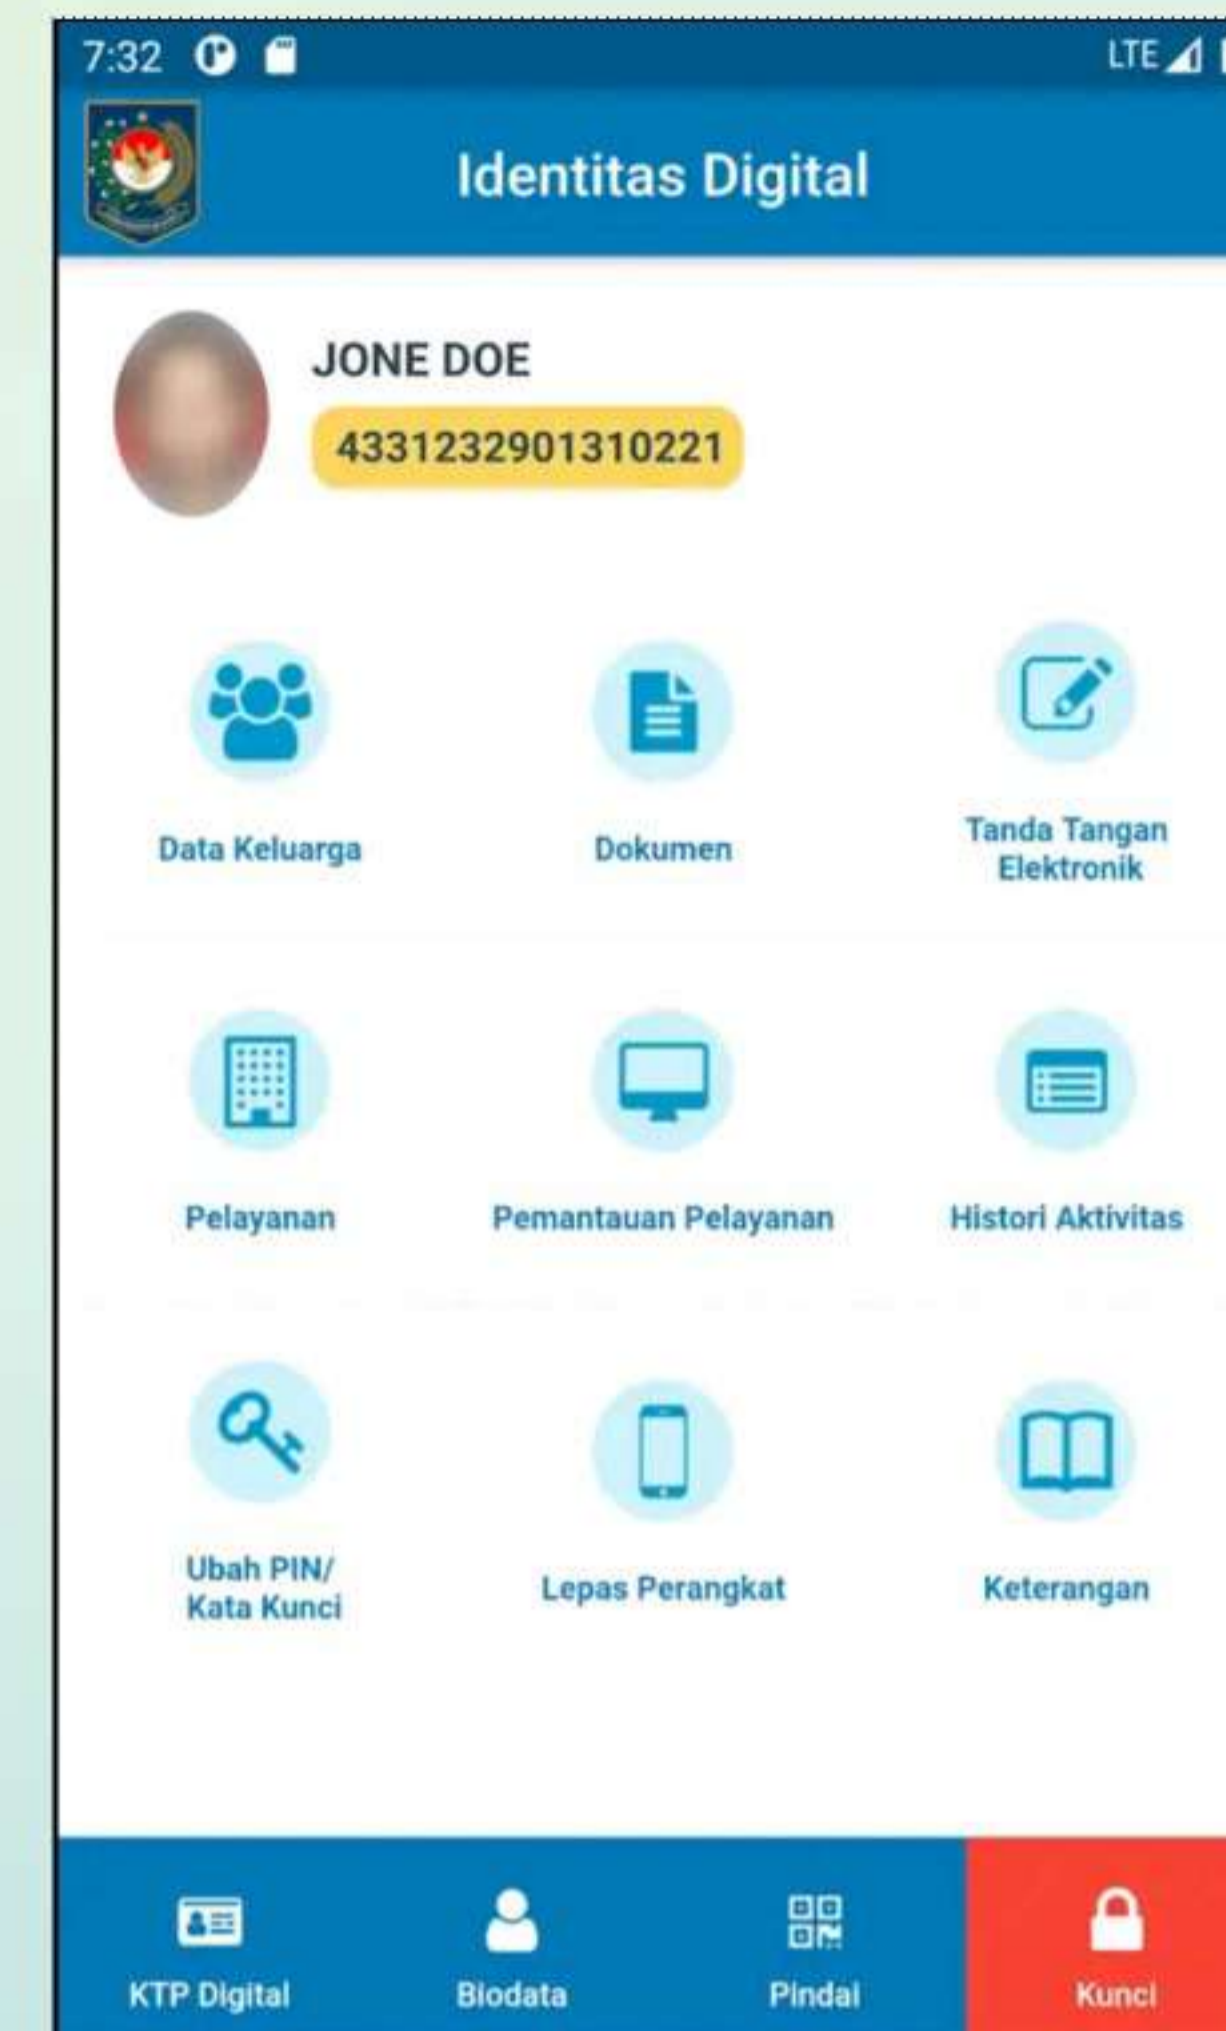 7:32
LTE
Identitas Digital
JONE DOE
4331232901310221
Data Keluarga
Dokumen
Tanda Tangan
Elektronik
Pelayanan
Pemantauan Pelayanan
Histori Aktivitas
Ubah PIN/
Kata Kunci
Lepas Perangkat
Keterangan
KTP Digital
Biodata
Pindai
Kunci